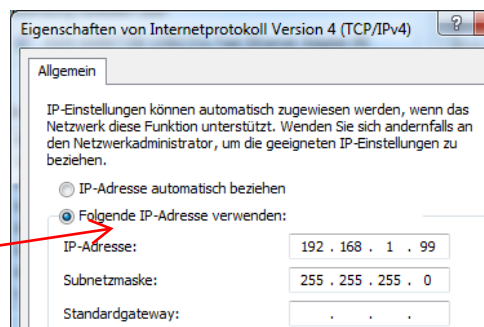 Eigenschaften von Internetprotokoll Version 4 (TCP/IPv4)
?
Allgemein
IP-Einstellungen können automatisch zugewiesen werden, wenn das
Netzwerk diese Funktion unterstützt. Wenden Sie sich andernfalls an
den Netzwerkadministrator, um die geeigneten IP-Einstellungen zu
beziehen.
IP-Adresse automatisch beziehen
Folgende IP-Adresse verwenden:
IP-Adresse: 192 . 168 . 1 . 99
Subnetzmaske: 255 . 255 . 255 . 0
Standardgateway: . . .